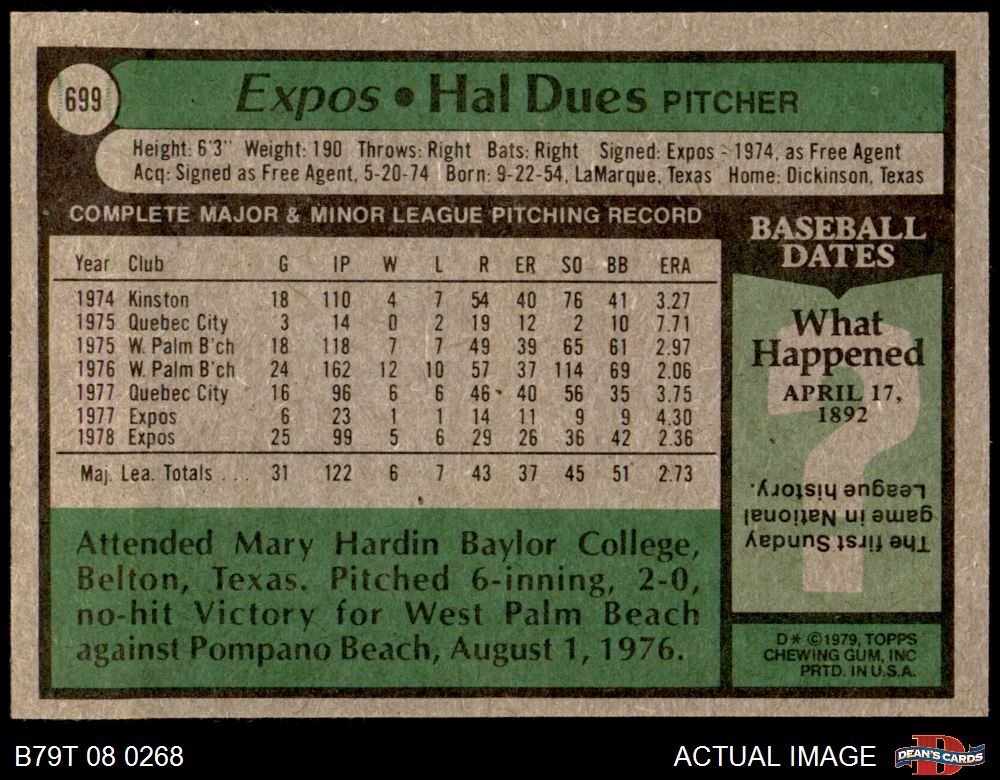 699
Expos • Hal Dues PITCHER
Height: 6'3" Weight: 190 Throws: Right Bats: Right Signed: Expos - 1974, as Free Agent
Acq: Signed as Free Agent, 5-20-74 Born: 9-22-54, LaMarque, Texas Home: Dickinson, Texas
COMPLETE MAJOR & MINOR LEAGUE PITCHING RECORD
Year Club G IP W L R ER SO BB ERA
1974 Kinston 18 110 4 7 54 40 76 41 3.27
1975 Quebec City 3 14 0 2 19 12 2 10 7.71
1975 W. Palm B'ch 18 118 7 7 49 39 65 61 2.97
1976 W. Palm B'ch 24 162 12 10 57 37 114 69 2.06
1977 Quebec City 16 96 6 6 46 40 56 35 3.75
1977 Expos 6 23 1 1 14 11 9 9 4.30
1978 Expos 25 99 5 6 29 26 36 42 2.36
Maj. Lea. Totals . . . 31 122 6 7 43 37 45 51 2.73
Attended Mary Hardin Baylor College,
Belton, Texas. Pitched 6-inning, 2-0,
no-hit Victory for West Palm Beach
against Pompano Beach, August 1, 1976.
BASEBALL
DATES
What
Happened
APRIL 17,
1892
?
The first Sunday
game in National
League history.
D* ©1979, TOPPS
CHEWING GUM, INC
PRTD. IN U.S.A.
B79T 08 0268
ACTUAL IMAGE
D
DEAN'S CARDS